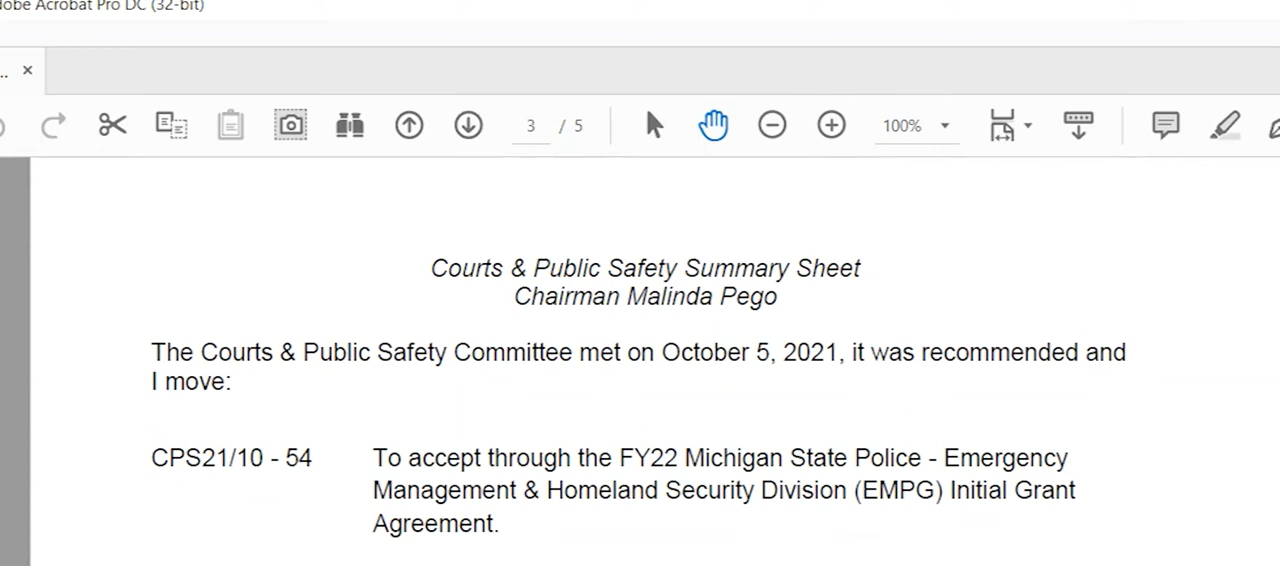 dobe Acrobat Pro DC (32-bit)
.. ×
3 / 5 100%
Courts & Public Safety Summary Sheet
Chairman Malinda Pego
The Courts & Public Safety Committee met on October 5, 2021, it was recommended and
I move:
CPS21/10 - 54 To accept through the FY22 Michigan State Police - Emergency
Management & Homeland Security Division (EMPG) Initial Grant
Agreement.